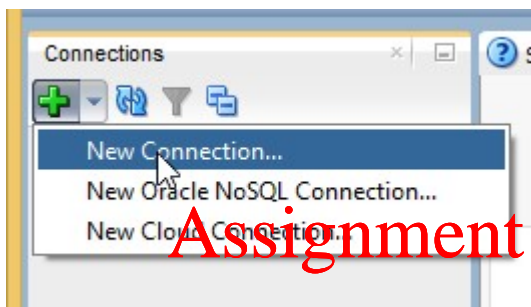 Connections
S
New Connection...
New Oracle NoSQL Connection...
New Cloud Connection...
Assignment